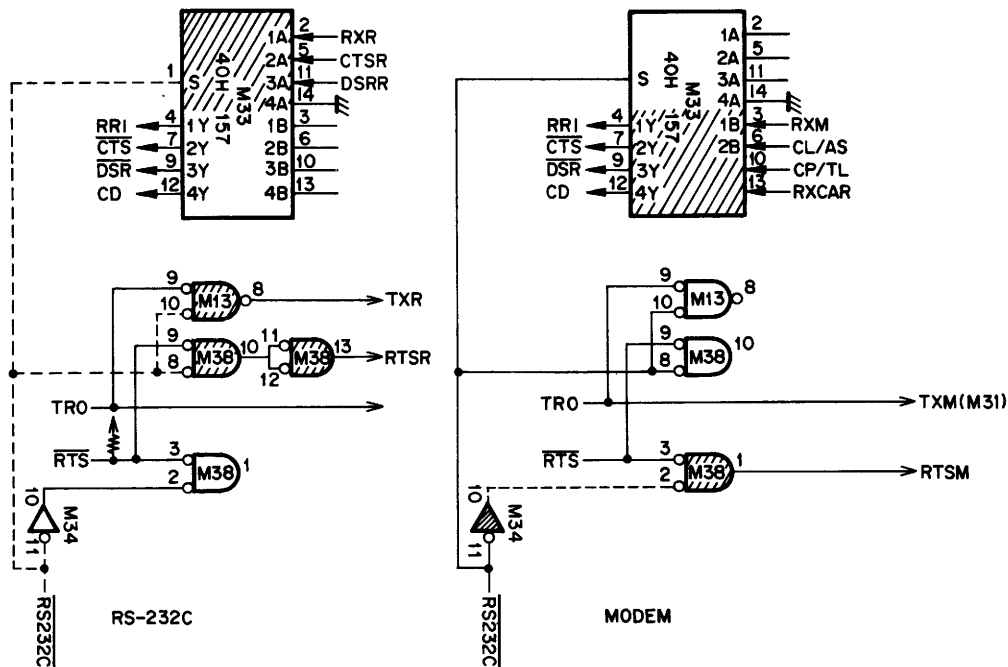 1A 2 RXR
2A 5 CTSR
1 S 3A 11 DSRR
4A 14
40H 157
M33
RRI 4 1Y 1B 3
CTS 7 2Y 2B 6
DSR 9 3Y 3B 10
CD 12 4Y 4B 13
9 M13 8 TXR
10
9 M38 10 11 M38 13 RTSR
8 12
TRO
RTS 3 M38 1
2
10 M34
11
RS232C
RS-232C
1A 2
2A 5
S 3A 11
4A 14
40H 157
M33
RRI 4 1Y 1B 3 RXM
CTS 7 2Y 2B 6 CL/AS
DSR 9 3Y 10 CP/TL
CD 12 4Y 13 RXCAR
9 M13 8
10
9 M38 10
8
TRO TXM(M31)
RTS 3 M38 1 RTSM
2
10 M34
11
RS232C
MODEM